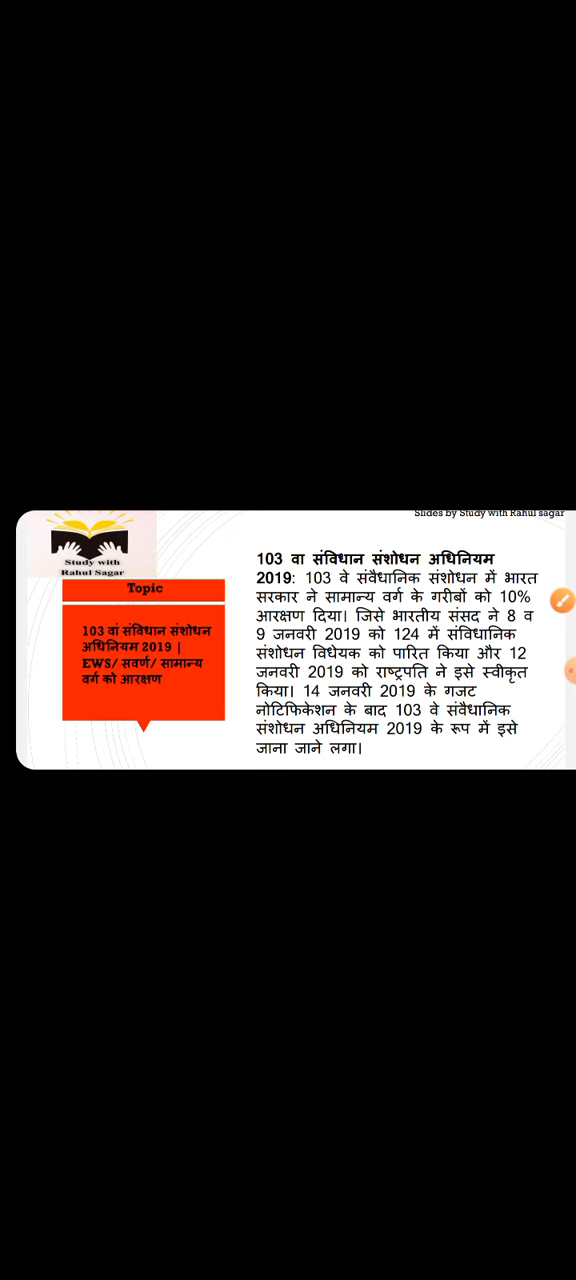 Slides by Study with Rahul sagar
Study with
Rahul Sagar
Topic
103 वां संविधान संशोधन
अधिनियम 2019 |
EWS/ सवर्ण/ सामान्य
वर्ग को आरक्षण
103 वा संविधान संशोधन अधिनियम
2019: 103 वे संवैधानिक संशोधन में भारत
सरकार ने सामान्य वर्ग के गरीबों को 10%
आरक्षण दिया। जिसे भारतीय संसद ने 8 व
9 जनवरी 2019 को 124 में संविधानिक
संशोधन विधेयक को पारित किया और 12
जनवरी 2019 को राष्ट्रपति ने इसे स्वीकृत
किया। 14 जनवरी 2019 के गजट
नोटिफिकेशन के बाद 103 वे संवैधानिक
संशोधन अधिनियम 2019 के रूप में इसे
जाना जाने लगा।